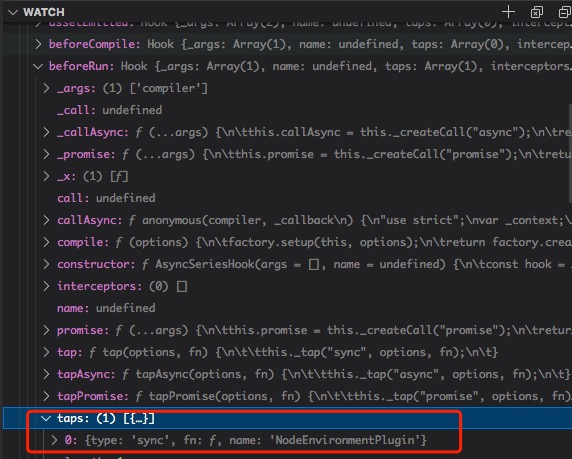 WATCH
assetEmitted: Hook {_args: Array(2), name: undefined, taps: Array(0), intercept
beforeCompile: Hook {_args: Array(1), name: undefined, taps: Array(0), intercep…
beforeRun: Hook {_args: Array(1), name: undefined, taps: Array(1), interceptors…
_args: (1) ['compiler']
_call: undefined
_callAsync: ƒ (...args) {\n\tthis.callAsync = this._createCall("async");\n\tre…
_promise: ƒ (...args) {\n\tthis.promise = this._createCall("promise");\n\tretu…
_x: (1) [ƒ]
call: undefined
callAsync: ƒ anonymous(compiler, _callback\n) {\n"use strict";\nvar _context;\…
compile: ƒ (options) {\n\tfactory.setup(this, options);\n\treturn factory.crea…
constructor: ƒ AsyncSeriesHook(args = [], name = undefined) {\n\tconst hook = …
interceptors: (0) []
name: undefined
promise: ƒ (...args) {\n\tthis.promise = this._createCall("promise");\n\tretur…
tap: ƒ tap(options, fn) {\n\t\tthis._tap("sync", options, fn);\n\t}
tapAsync: ƒ tapAsync(options, fn) {\n\t\tthis._tap("async", options, fn);\n\t}
tapPromise: ƒ tapPromise(options, fn) {\n\t\tthis._tap("promise", options, fn)…
taps: (1) [{…}]
0: {type: 'sync', fn: ƒ, name: 'NodeEnvironmentPlugin'}